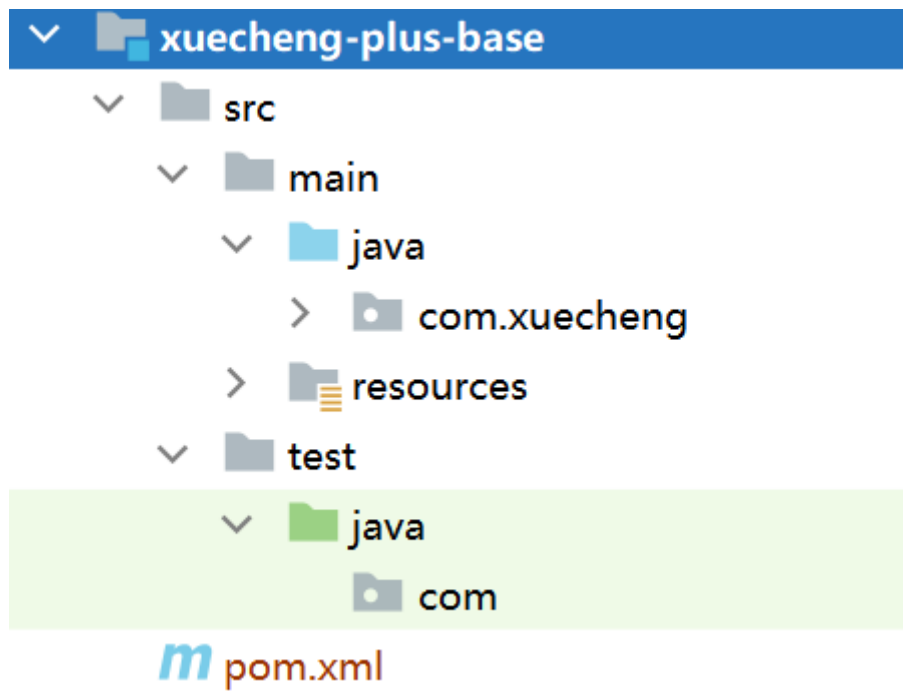 xuecheng-plus-base
src
main
java
com.xuecheng
resources
test
java
com
m pom.xml